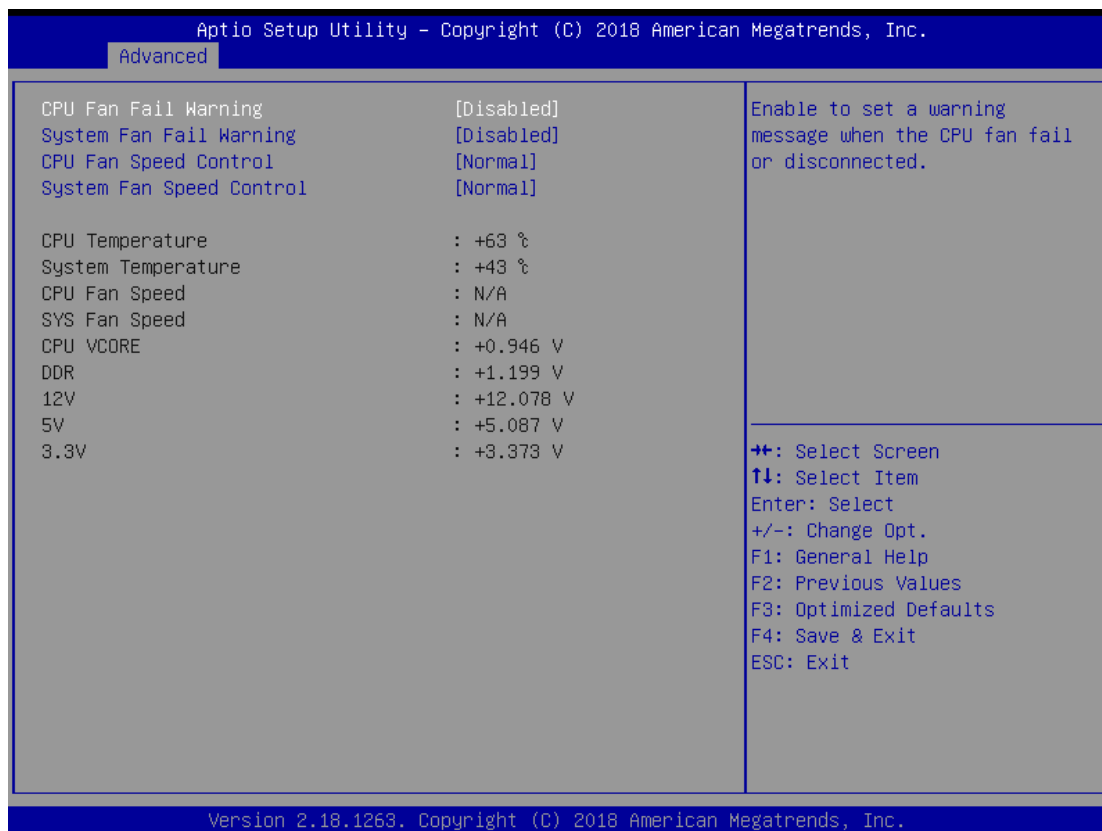 Aptio Setup Utility – Copyright (C) 2018 American Megatrends, Inc.
Advanced
CPU Fan Fail Warning [Disabled]
System Fan Fail Warning [Disabled]
CPU Fan Speed Control [Normal]
System Fan Speed Control [Normal]
CPU Temperature : +63 ℃
System Temperature : +43 ℃
CPU Fan Speed : N/A
SYS Fan Speed : N/A
CPU VCORE : +0.946 V
DDR : +1.199 V
12V : +12.078 V
5V : +5.087 V
3.3V : +3.373 V
Enable to set a warning
message when the CPU fan fail
or disconnected.
→←: Select Screen
↑↓: Select Item
Enter: Select
+/-: Change Opt.
F1: General Help
F2: Previous Values
F3: Optimized Defaults
F4: Save & Exit
ESC: Exit
Version 2.18.1263. Copyright (C) 2018 American Megatrends, Inc.